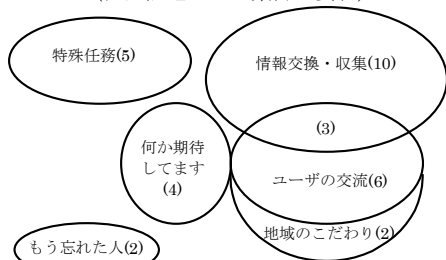 特殊任務(5)
情報交換・収集(10)
(3)
何か期待
してます
(4)
ユーザの交流(6)
地域のこだわり(2)
もう忘れた人(2)